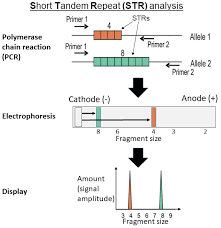 Short Tandem Repeat (STR) analysis
Polymerase
chain reaction
(PCR)
Primer 1
STRs
4
Allele 1
Primer 2
Primer 1
8
Allele 2
Primer 2
Cathode (-)
Anode (+)
Electrophoresis
8 6 4 3 2
Fragment size
Display
Amount
(signal
amplitude)
3 4 5 6 7 8 9
Fragment size